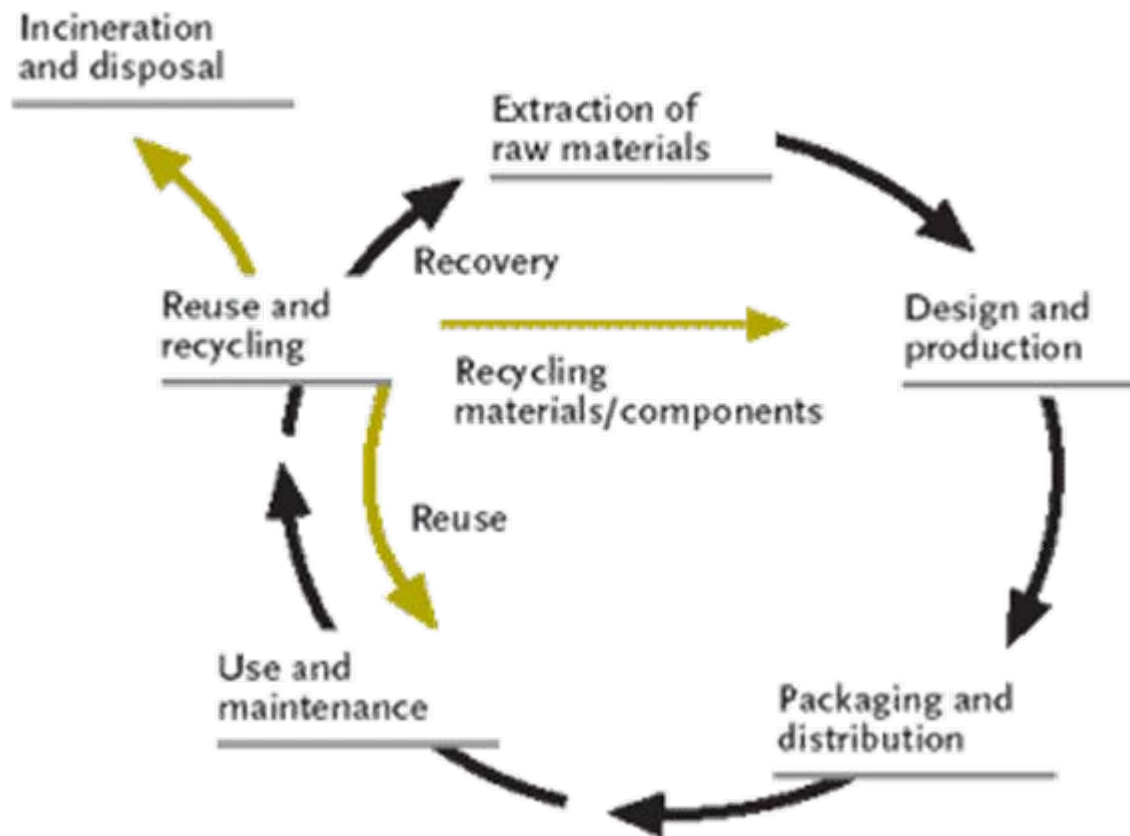 Incineration
and disposal
Extraction of
raw materials
Recovery
Reuse and
recycling
Design and
production
Recycling
materials/components
Reuse
Use and
maintenance
Packaging and
distribution